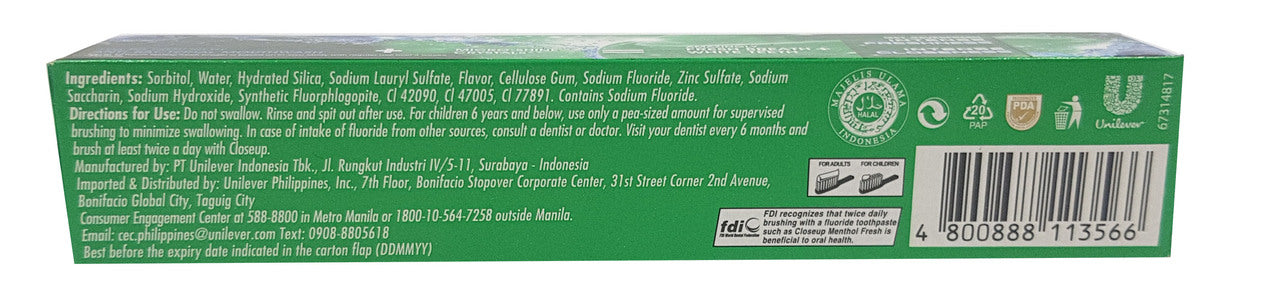 Ingredients: Sorbitol, Water, Hydrated Silica, Sodium Lauryl Sulfate, Flavor, Cellulose Gum, Sodium Fluoride, Zinc Sulfate, Sodium
Saccharin, Sodium Hydroxide, Synthetic Fluorphlogopite, Cl 42090, Cl 47005, Cl 77891. Contains Sodium Fluoride.
Directions for Use: Do not swallow. Rinse and spit out after use. For children 6 years and below, use only a pea-sized amount for supervised
brushing to minimize swallowing. In case of intake of fluoride from other sources, consult a dentist or doctor. Visit your dentist every 6 months and
brush at least twice a day with Closeup.
Manufactured by: PT Unilever Indonesia Tbk., Jl. Rungkut Industri IV/5-11, Surabaya - Indonesia
Imported & Distributed by: Unilever Philippines, Inc., 7th Floor, Bonifacio Stopover Corporate Center, 31st Street Corner 2nd Avenue,
Bonifacio Global City, Taguig City
Consumer Engagement Center at 588-8800 in Metro Manila or 1800-10-564-7258 outside Manila.
Email: cec.philippines@unilever.com Text: 0908-8805618
Best before the expiry date indicated in the carton flap (DDMMYY)
MAJELIS ULAMA
حلال
HALAL
INDONESIA
20
PAP
PDA
Unilever
67314817
FOR ADULTS
FOR CHILDREN
fdi
FDI World Dental Federation
FDI recognizes that twice daily
brushing with a fluoride toothpaste
such as Closeup Menthol Fresh is
beneficial to oral health.
4 800888 113566